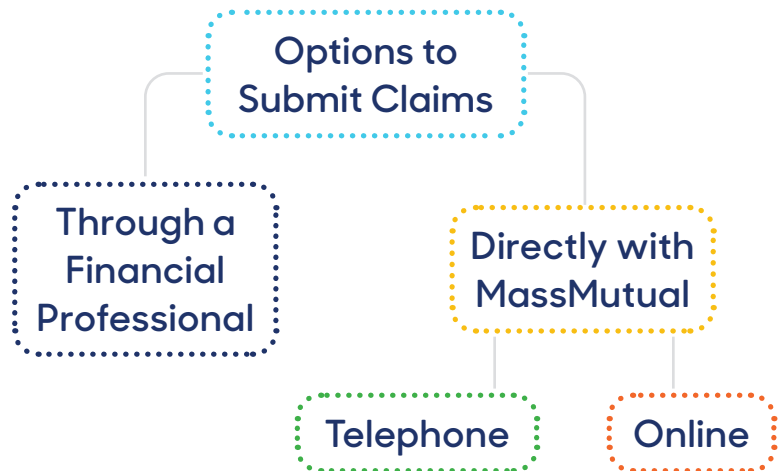 Options to
Submit Claims
Through a
Financial
Professional
Directly with
MassMutual
Telephone
Online